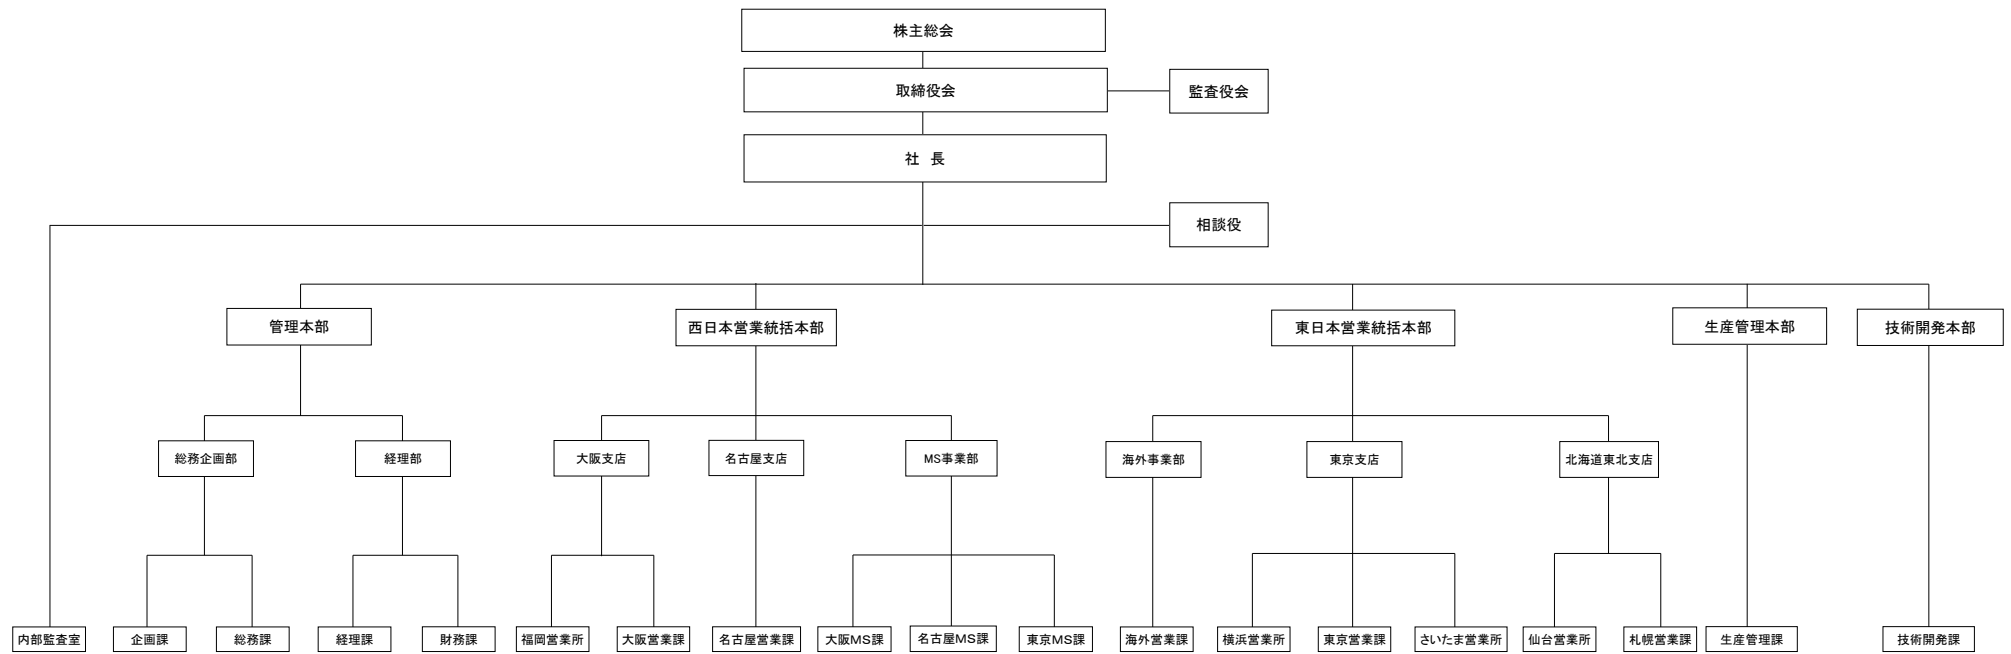 株主総会
取締役会
監査役会
社　長
相談役
管理本部
西日本営業統括本部
東日本営業統括本部
生産管理本部
技術開発本部
総務企画部
経理部
大阪支店
名古屋支店
MS事業部
海外事業部
東京支店
北海道東北支店
内部監査室
企画課
総務課
経理課
財務課
福岡営業所
大阪営業課
名古屋営業課
大阪MS課
名古屋MS課
東京MS課
海外営業課
横浜営業所
東京営業課
さいたま営業所
仙台営業所
札幌営業課
生産管理課
技術開発課